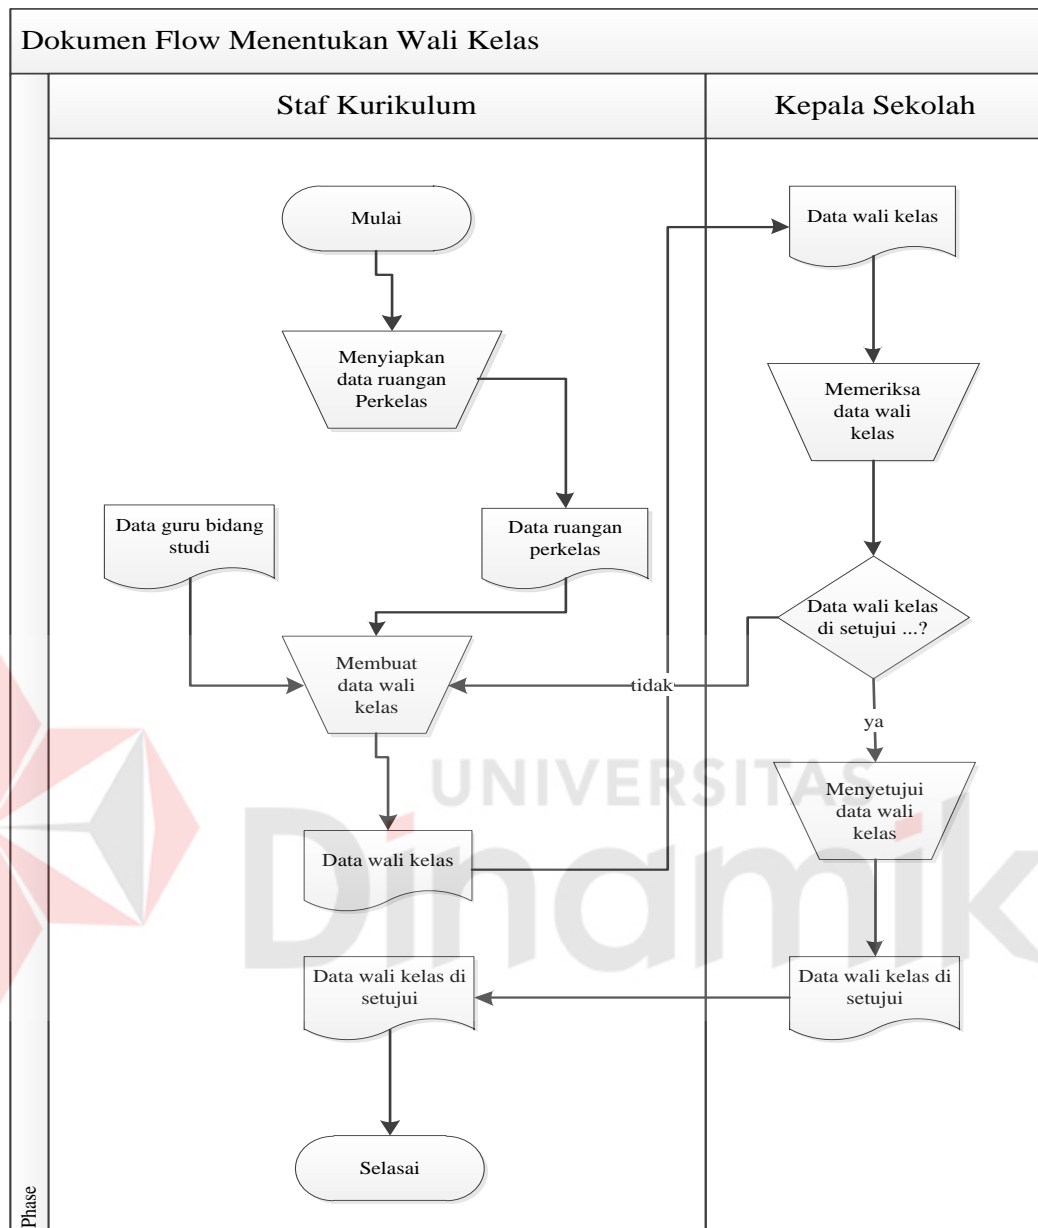 Dokumen Flow Menentukan Wali Kelas
Staf Kurikulum
Kepala Sekolah
Mulai
Data wali kelas
Menyiapkan
data ruangan
Perkelas
Memeriksa
data wali
kelas
Data guru bidang
studi
Data ruangan
perkelas
Data wali kelas
di setujui ...?
Membuat
data wali
kelas
tidak
ya
UNIVERSITAS
Dinamik
Menyetujui
data wali
kelas
Data wali kelas
Data wali kelas di
setujui
Data wali kelas di
setujui
Selasai
Phase